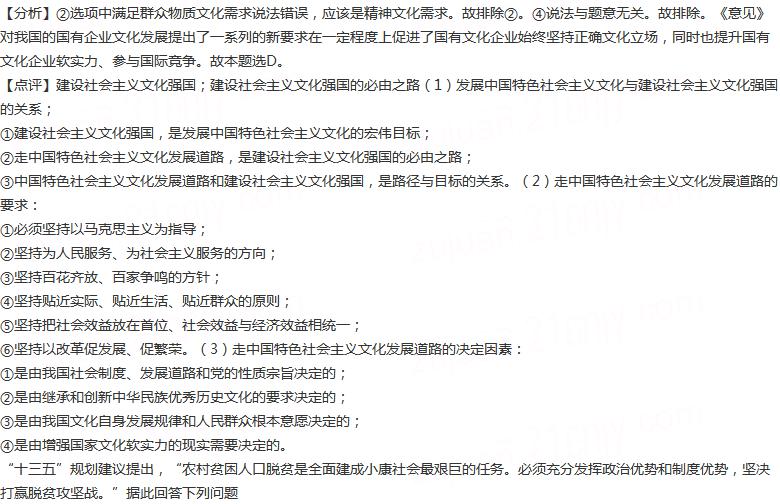 【分析】②选项中满足群众物质文化需求说法错误，应该是精神文化需求。故排除②。④说法与题意无关。故排除。《意见》
对我国的国有企业文化发展提出了一系列的新要求在一定程度上促进了国有文化企业始终坚持正确文化立场，同时也提升国有
文化企业软实力、参与国际竞争。故本题选D。
【点评】建设社会主义文化强国；建设社会主义文化强国的必由之路（1）发展中国特色社会主义文化与建设社会主义文化强国
的关系；
①建设社会主义文化强国，是发展中国特色社会主义文化的宏伟目标；
②走中国特色社会主义文化发展道路，是建设社会主义文化强国的必由之路；
③中国特色社会主义文化发展道路和建设社会主义文化强国，是路径与目标的关系。（2）走中国特色社会主义文化发展道路的
要求：
①必须坚持以马克思主义为指导；
②坚持为人民服务、为社会主义服务的方向；
③坚持百花齐放、百家争鸣的方针；
④坚持贴近实际、贴近生活、贴近群众的原则；
⑤坚持把社会效益放在首位、社会效益与经济效益相统一；
⑥坚持以改革促发展、促繁荣。（3）走中国特色社会主义文化发展道路的决定因素：
①是由我国社会制度、发展道路和党的性质宗旨决定的；
②是由继承和创新中华民族优秀历史文化的要求决定的；
③是由我国文化自身发展规律和人民群众根本意愿决定的；
④是由增强国家文化软实力的现实需要决定的。
“十三五”规划建议提出，“农村贫困人口脱贫是全面建成小康社会最艰巨的任务。必须充分发挥政治优势和制度优势，坚决
打赢脱贫攻坚战。”据此回答下列问题